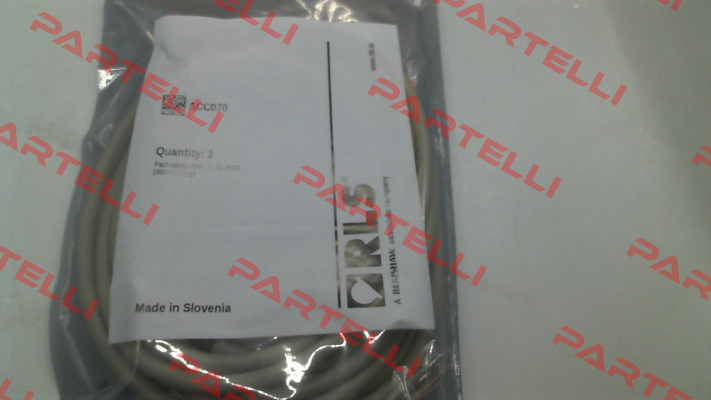 ACC070
Quantity: 1
Made in Slovenia
RLS®
A RENISHAW associate company
PARTELLI
PARTELLI
PARTELLI
PARTELLI
PARTELLI
PARTELLI
PARTELLI
PARTELLI
PARTELLI